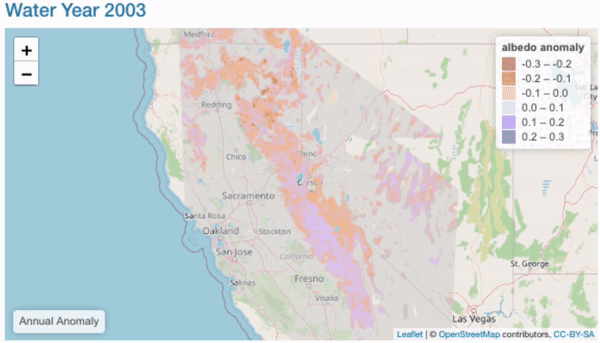 Water Year 2003
+
−
albedo anomaly
-0.3 – -0.2
-0.2 – -0.1
-0.1 – 0.0
0.0 – 0.1
0.1 – 0.2
0.2 – 0.3
Medford
Redding
Chico
Reno
Sacramento
Santa Rosa
Oakland
Stockton
San Jose
California
Salinas
Fresno
Visalia
St. George
Las Vegas
Annual Anomaly
Leaflet | © OpenStreetMap contributors, CC-BY-SA